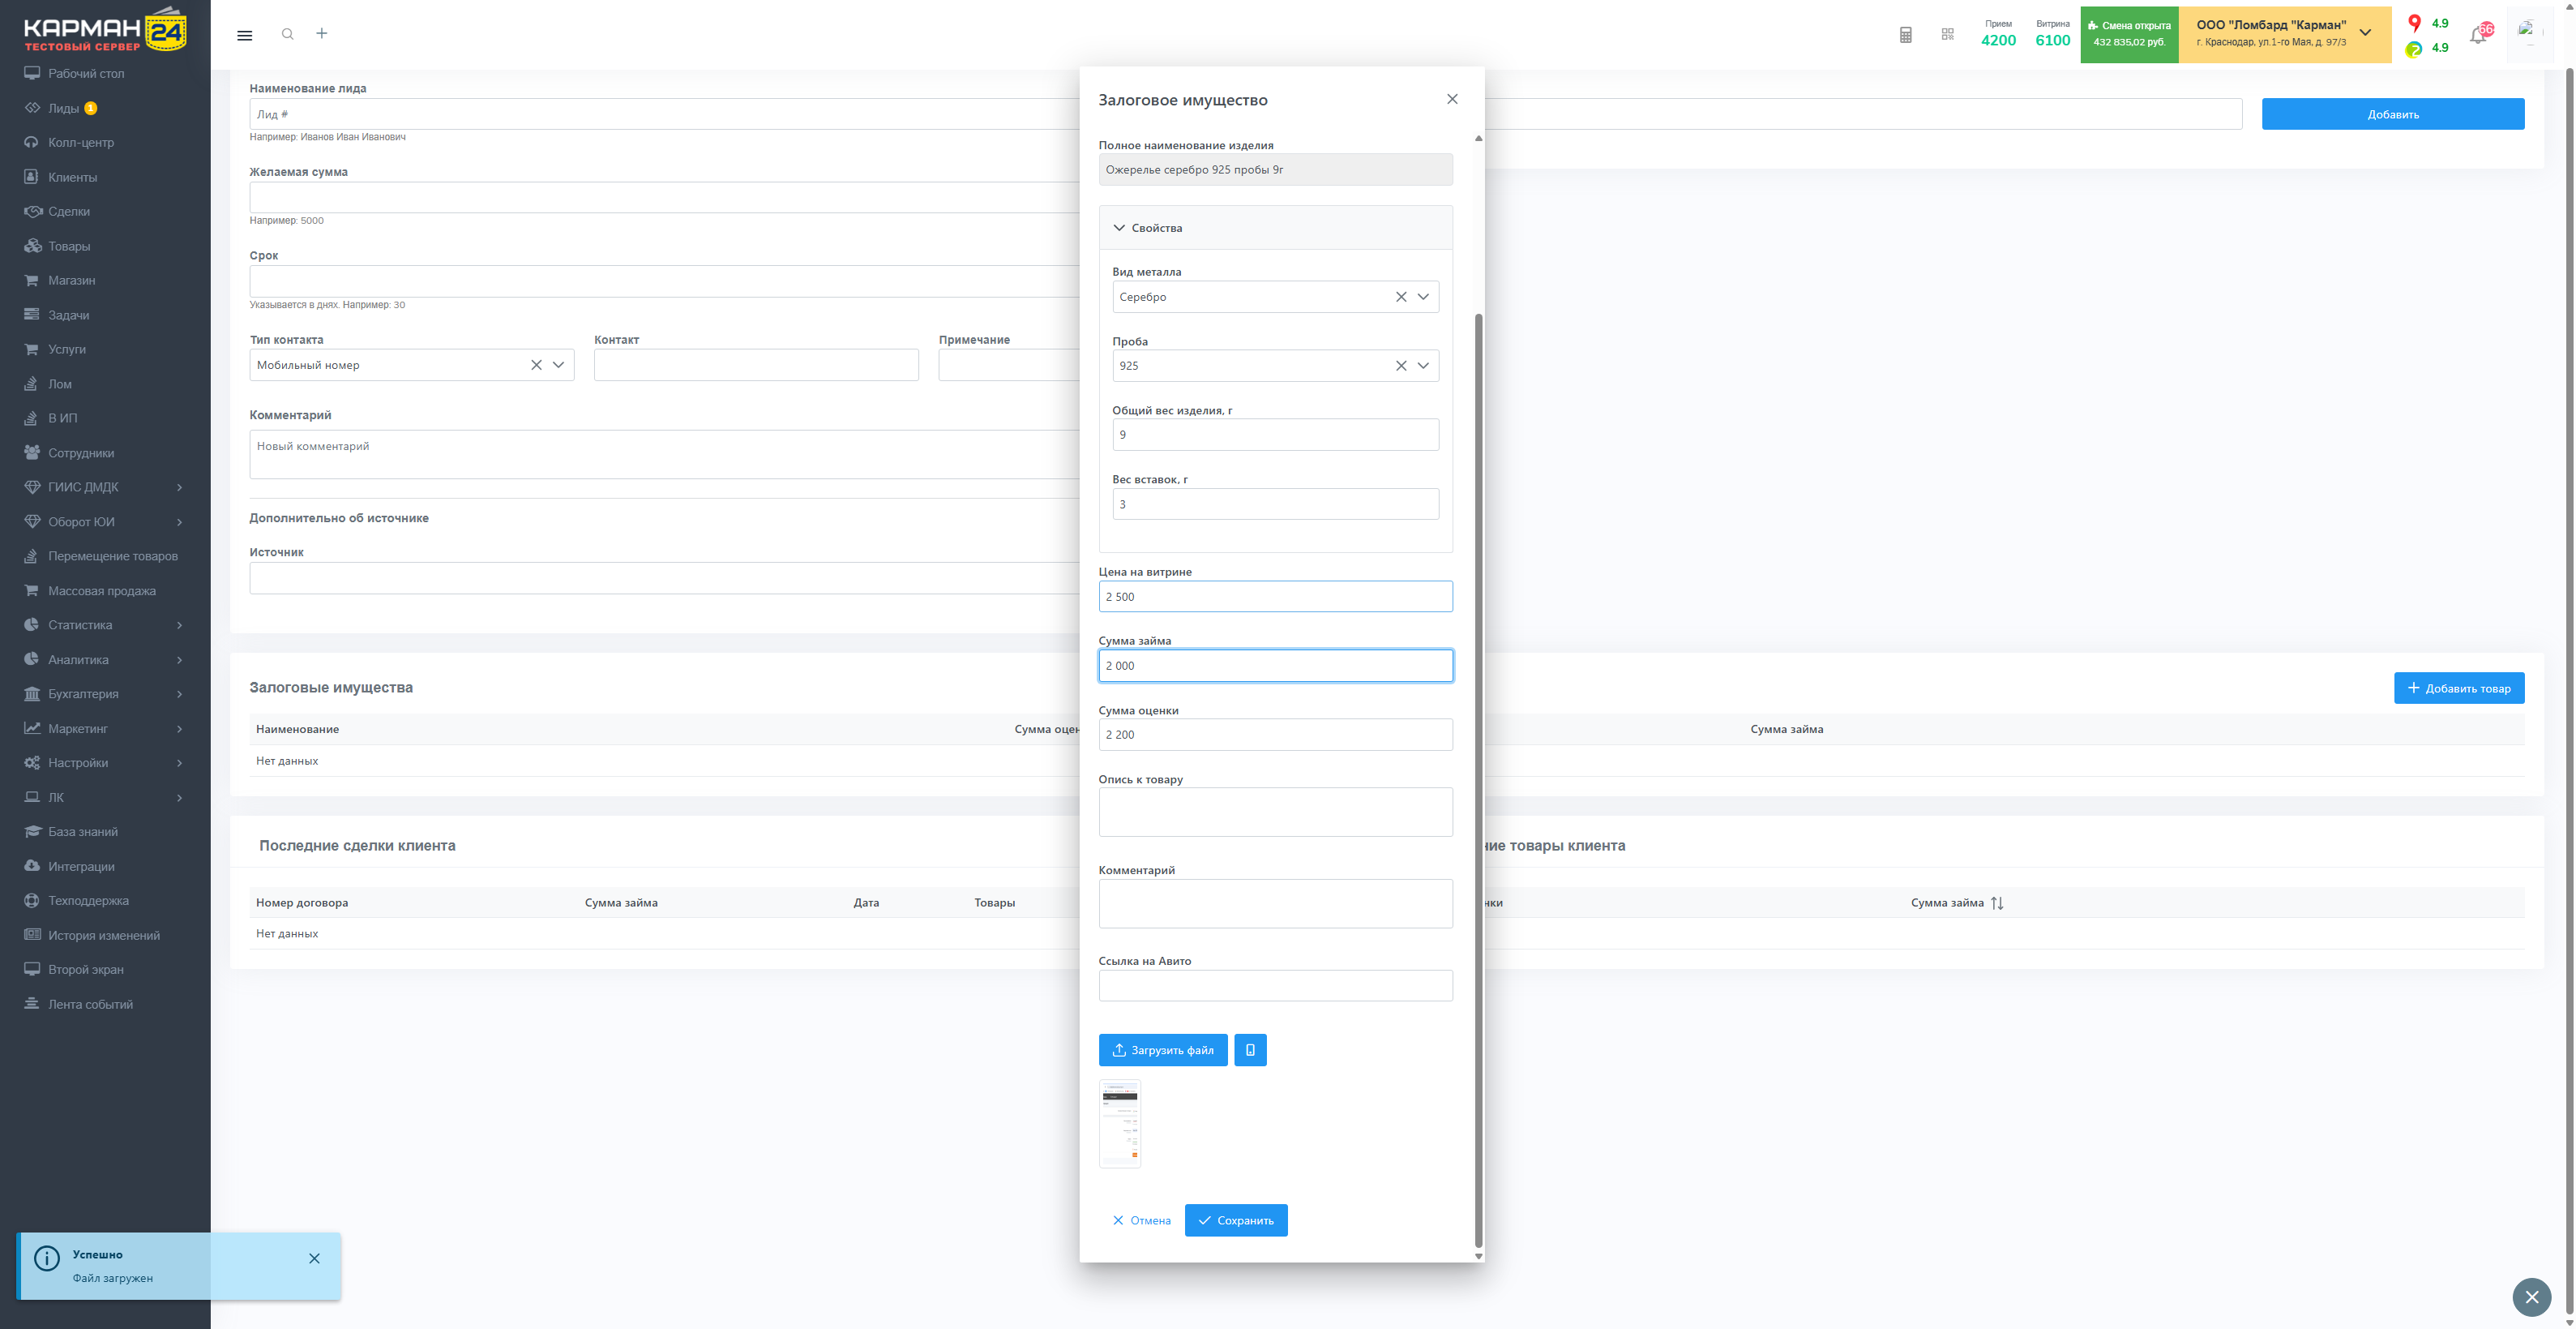 КАРМАН 24
ТЕСТОВЫЙ СЕРВЕР
Рабочий стол
Лиды 1
Колл-центр
Клиенты
Сделки
Товары
Магазин
Задачи
Услуги
Лом
В ИП
Сотрудники
ГИИС ДМДК
Оборот ЮИ
Перемещение товаров
Массовая продажа
Статистика
Аналитика
Бухгалтерия
Маркетинг
Настройки
ЛК
База знаний
Интеграции
Техподдержка
История изменений
Второй экран
Лента событий
Прием
4200
Витрина
6100
Смена открыта
432 835,02 руб.
ООО "Ломбард "Карман"
г. Краснодар, ул.1-го Мая, д. 97/3
4.9
4.9
Наименование лида
Лид #
Например: Иванов Иван Иванович
Добавить
Желаемая сумма
Например: 5000
Срок
Указывается в днях. Например: 30
Тип контакта
Контакт
Примечание
Мобильный номер
Комментарий
Новый комментарий
Дополнительно об источнике
Источник
Залоговые имущества
Добавить товар
Наименование
Сумма займа
Нет данных
Последние сделки клиента
товары клиента
Номер договора
Сумма займа
Дата
Товары
Сумма займа
Нет данных
Залоговое имущество
Полное наименование изделия
Ожерелье серебро 925 пробы 9г
Свойства
Вид металла
Серебро
Проба
925
Общий вес изделия, г
9
Вес вставок, г
3
Цена на витрине
2 500
Сумма займа
2 000
Сумма оценки
2 200
Опись к товару
Комментарий
Ссылка на Авито
Загрузить файл
Отмена
Сохранить
Успешно
Файл загружен